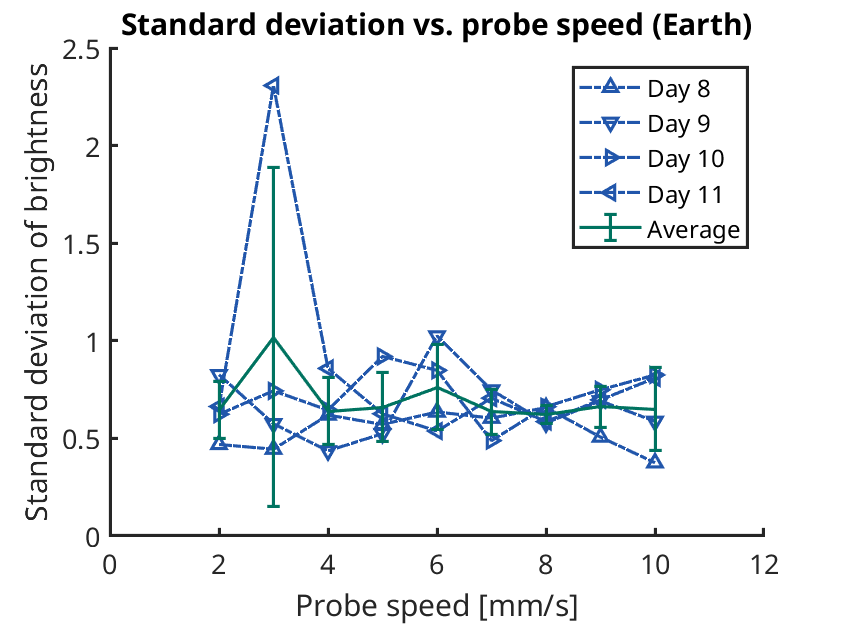 Standard deviation vs. probe speed (Earth)
Standard deviation of brightness
2.5
2
1.5
1
0.5
0
0 2 4 6 8 10 12
Probe speed [mm/s]
Day 8
Day 9
Day 10
Day 11
Average